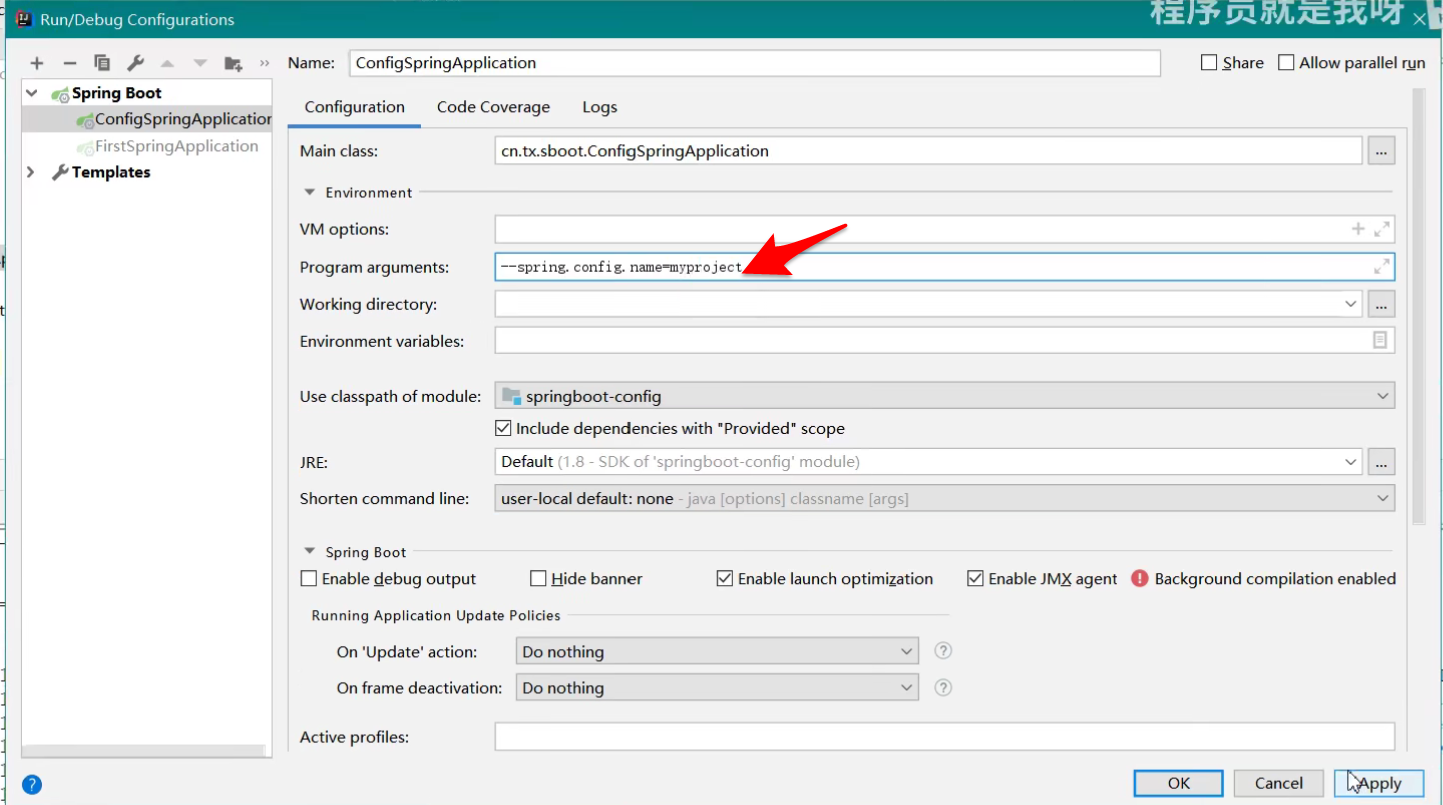 Run/Debug Configurations
程序员就是我呀
Name: ConfigSpringApplication
Share
Allow parallel run
Spring Boot
ConfigSpringApplication
FirstSpringApplication
Templates
Configuration Code Coverage Logs
Main class: cn.tx.sboot.ConfigSpringApplication ...
Environment
VM options:
Program arguments: --spring.config.name=myproject
Working directory: ...
Environment variables:
Use classpath of module: springboot-config
Include dependencies with "Provided" scope
JRE: Default (1.8 - SDK of 'springboot-config' module) ...
Shorten command line: user-local default: none - java [options] classname [args]
Spring Boot
Enable debug output Hide banner Enable launch optimization Enable JMX agent Background compilation enabled
Running Application Update Policies
On 'Update' action: Do nothing
On frame deactivation: Do nothing
Active profiles:
OK Cancel Apply